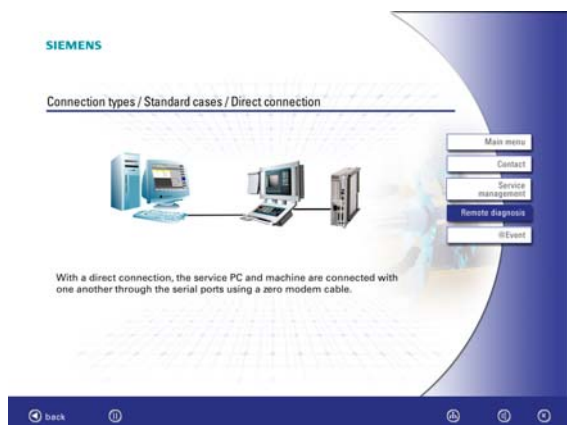 SIEMENS
Connection types / Standard cases / Direct connection
Main menu
Contact
Service
management
Remote diagnosis
@Event
With a direct connection, the service PC and machine are connected with
one another through the serial ports using a zero modem cable.
back